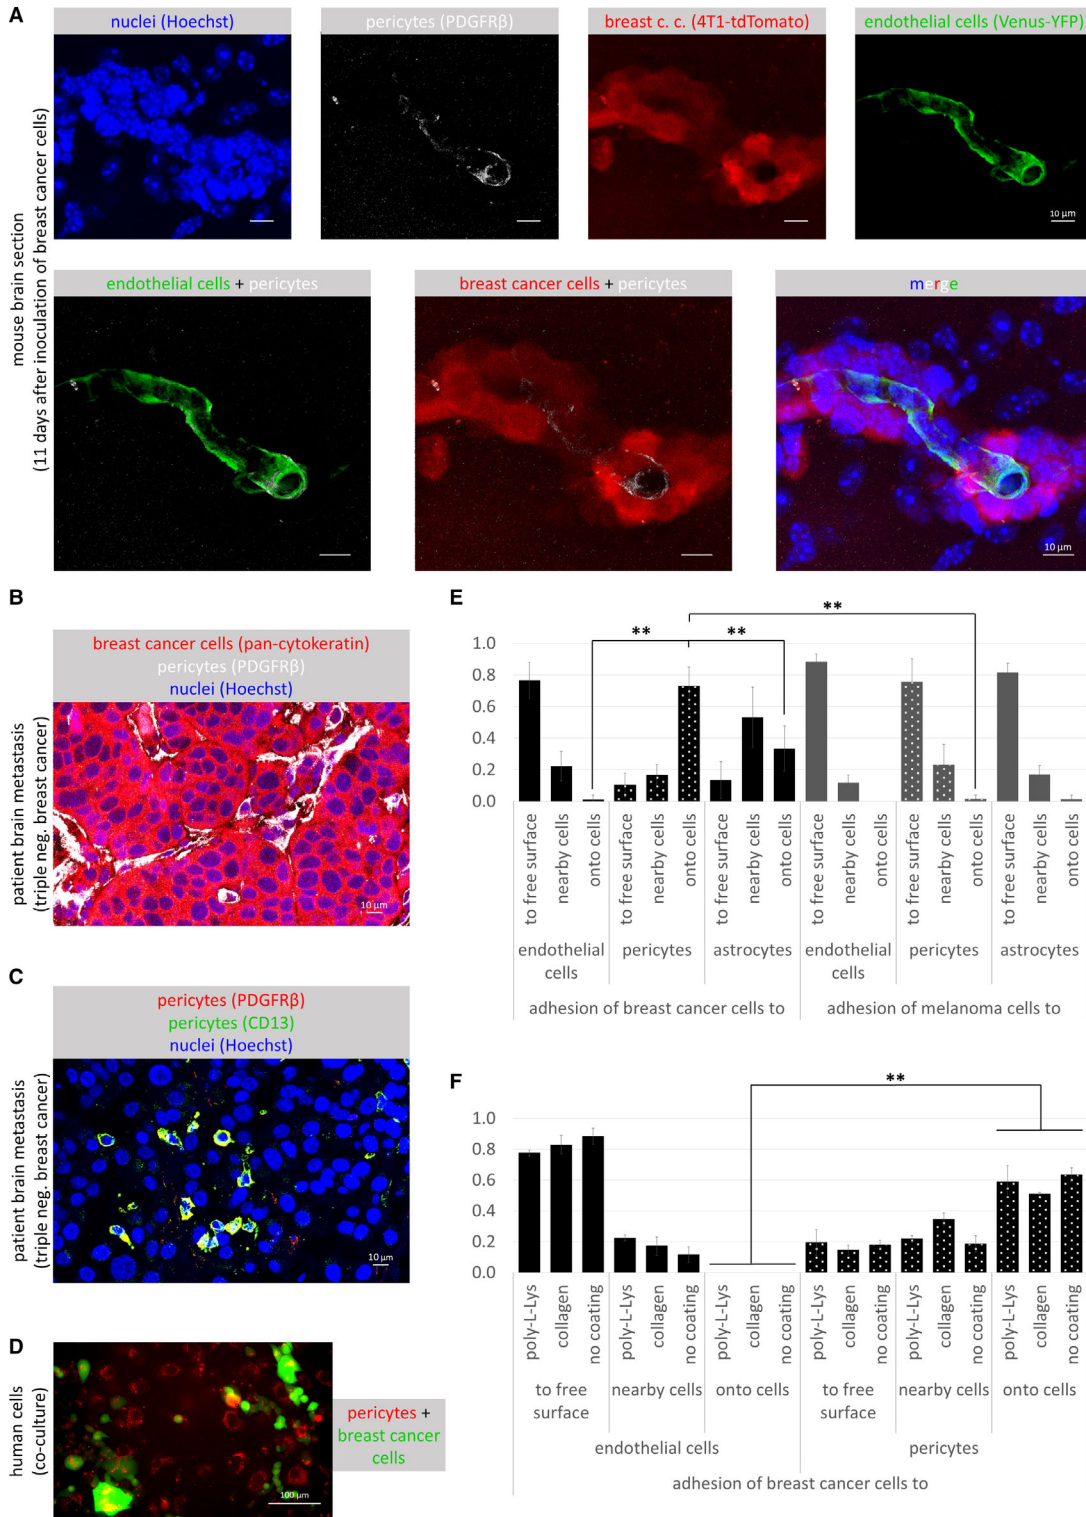 A
nuclei (Hoechst)
pericytes (PDGFRβ)
breast c. c. (4T1-tdTomato)
endothelial cells (Venus-YFP)
10 µm
mouse brain section
(11 days after inoculation of breast cancer cells)
endothelial cells + pericytes
breast cancer cells + pericytes
merge
10 µm
B
breast cancer cells (pan-cytokeratin)
pericytes (PDGFRβ)
nuclei (Hoechst)
patient brain metastasis
(triple neg. breast cancer)
10 µm
C
pericytes (PDGFRβ)
pericytes (CD13)
nuclei (Hoechst)
patient brain metastasis
(triple neg. breast cancer)
10 µm
D
human cells
(co-culture)
pericytes +
breast cancer
cells
100 µm
E
**
** **
1.0
0.8
0.6
0.4
0.2
0.0
to free surface
nearby cells
onto cells
to free surface
nearby cells
onto cells
to free surface
nearby cells
onto cells
to free surface
nearby cells
onto cells
to free surface
nearby cells
onto cells
to free surface
nearby cells
onto cells
endothelial
cells
pericytes
astrocytes
endothelial
cells
pericytes
astrocytes
adhesion of breast cancer cells to
adhesion of melanoma cells to
F
**
1.0
0.8
0.6
0.4
0.2
0.0
poly-L-Lys
collagen
no coating
poly-L-Lys
collagen
no coating
poly-L-Lys
collagen
no coating
poly-L-Lys
collagen
no coating
poly-L-Lys
collagen
no coating
poly-L-Lys
collagen
no coating
to free
surface
nearby cells
onto cells
to free
surface
nearby cells
onto cells
endothelial cells
pericytes
adhesion of breast cancer cells to